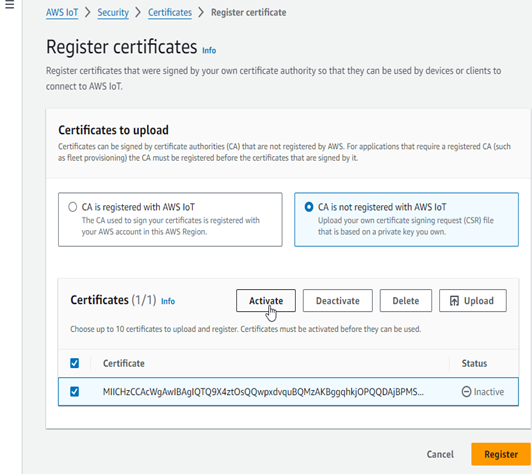 AWS IoT > Security > Certificates > Register certificate
Register certificates Info
Register certificates that were signed by your own certificate authority so that they can be used by devices or clients to
connect to AWS IoT.
Certificates to upload
Certificates can be signed by certificate authorities (CA) that are not registered by AWS. For applications that require a registered CA (such
as fleet provisioning) the CA must be registered before the certificates that are signed by it.
CA is registered with AWS IoT
The CA used to sign your certificates is registered with
your AWS account in this AWS Region.
CA is not registered with AWS IoT
Upload your own certificate signing request (CSR) file
that is based on a private key you own.
Certificates (1/1) Info
Activate
Deactivate
Delete
Upload
Choose up to 10 certificates to upload and register. Certificates must be activated before they can be used.
Certificate Status
MIICHzCCAcWgAwIBAgIQTQ9X4ztOsQQwpxdvquBQMzAKBggqhkjOPQQDAjBPMS... Inactive
Cancel Register